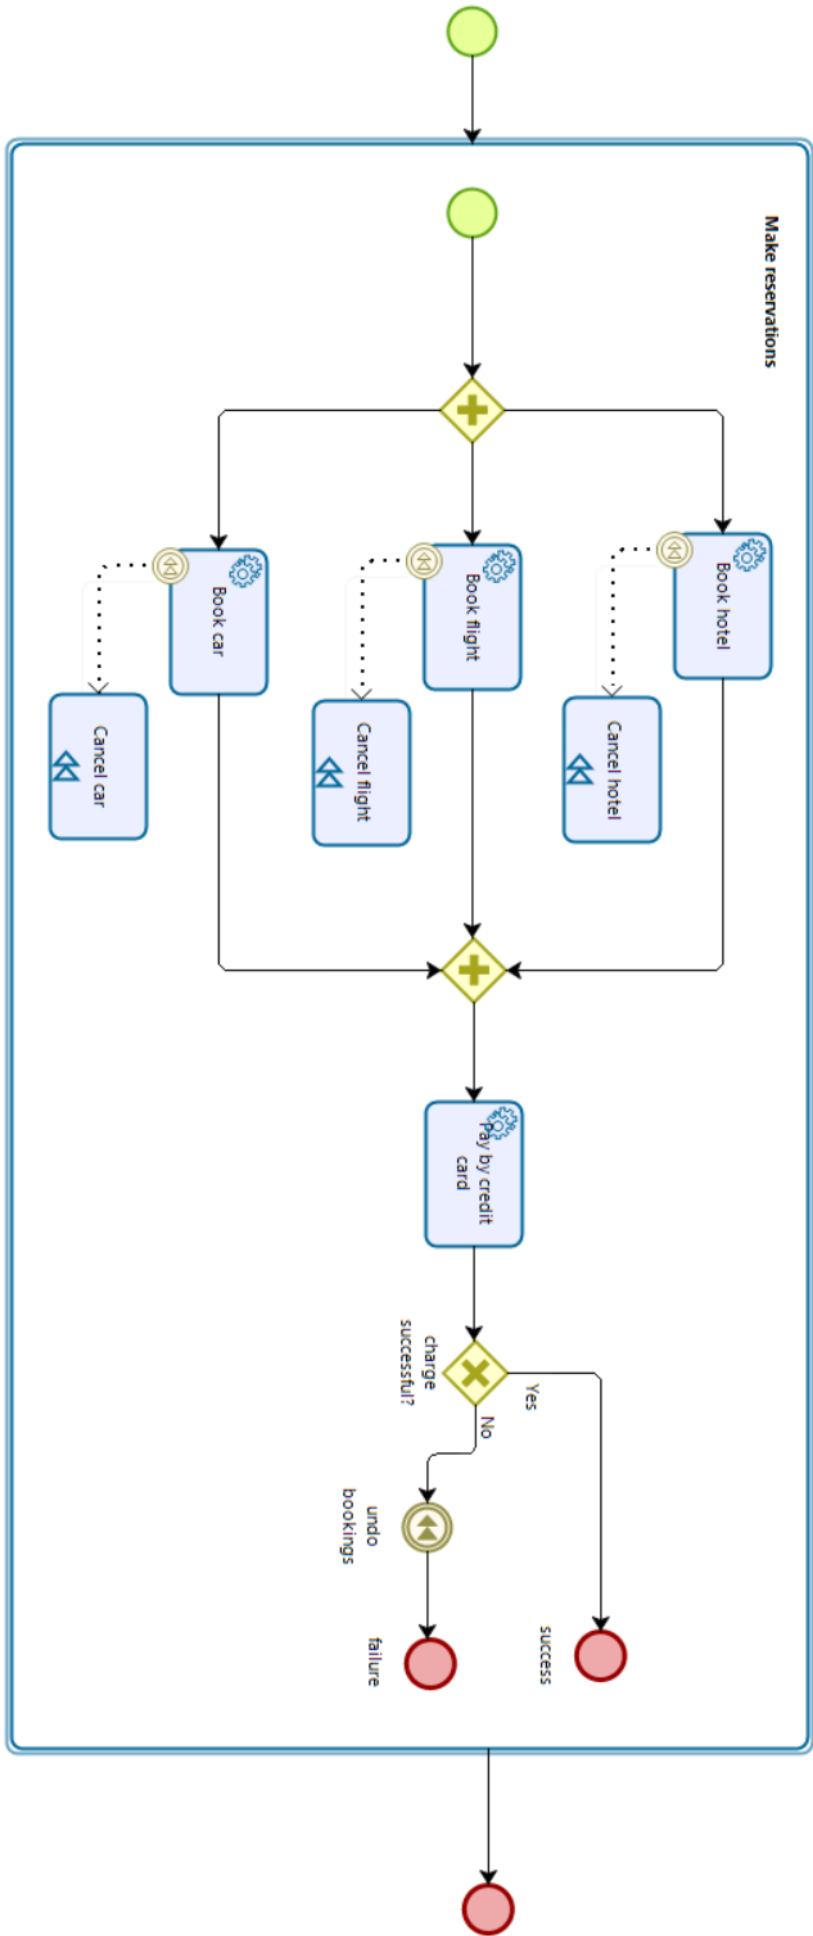 Make reservations
Book hotel
Cancel hotel
Book flight
Cancel flight
Book car
Cancel car
Pay by credit
card
charge
successful?
Yes
No
undo
bookings
success
failure